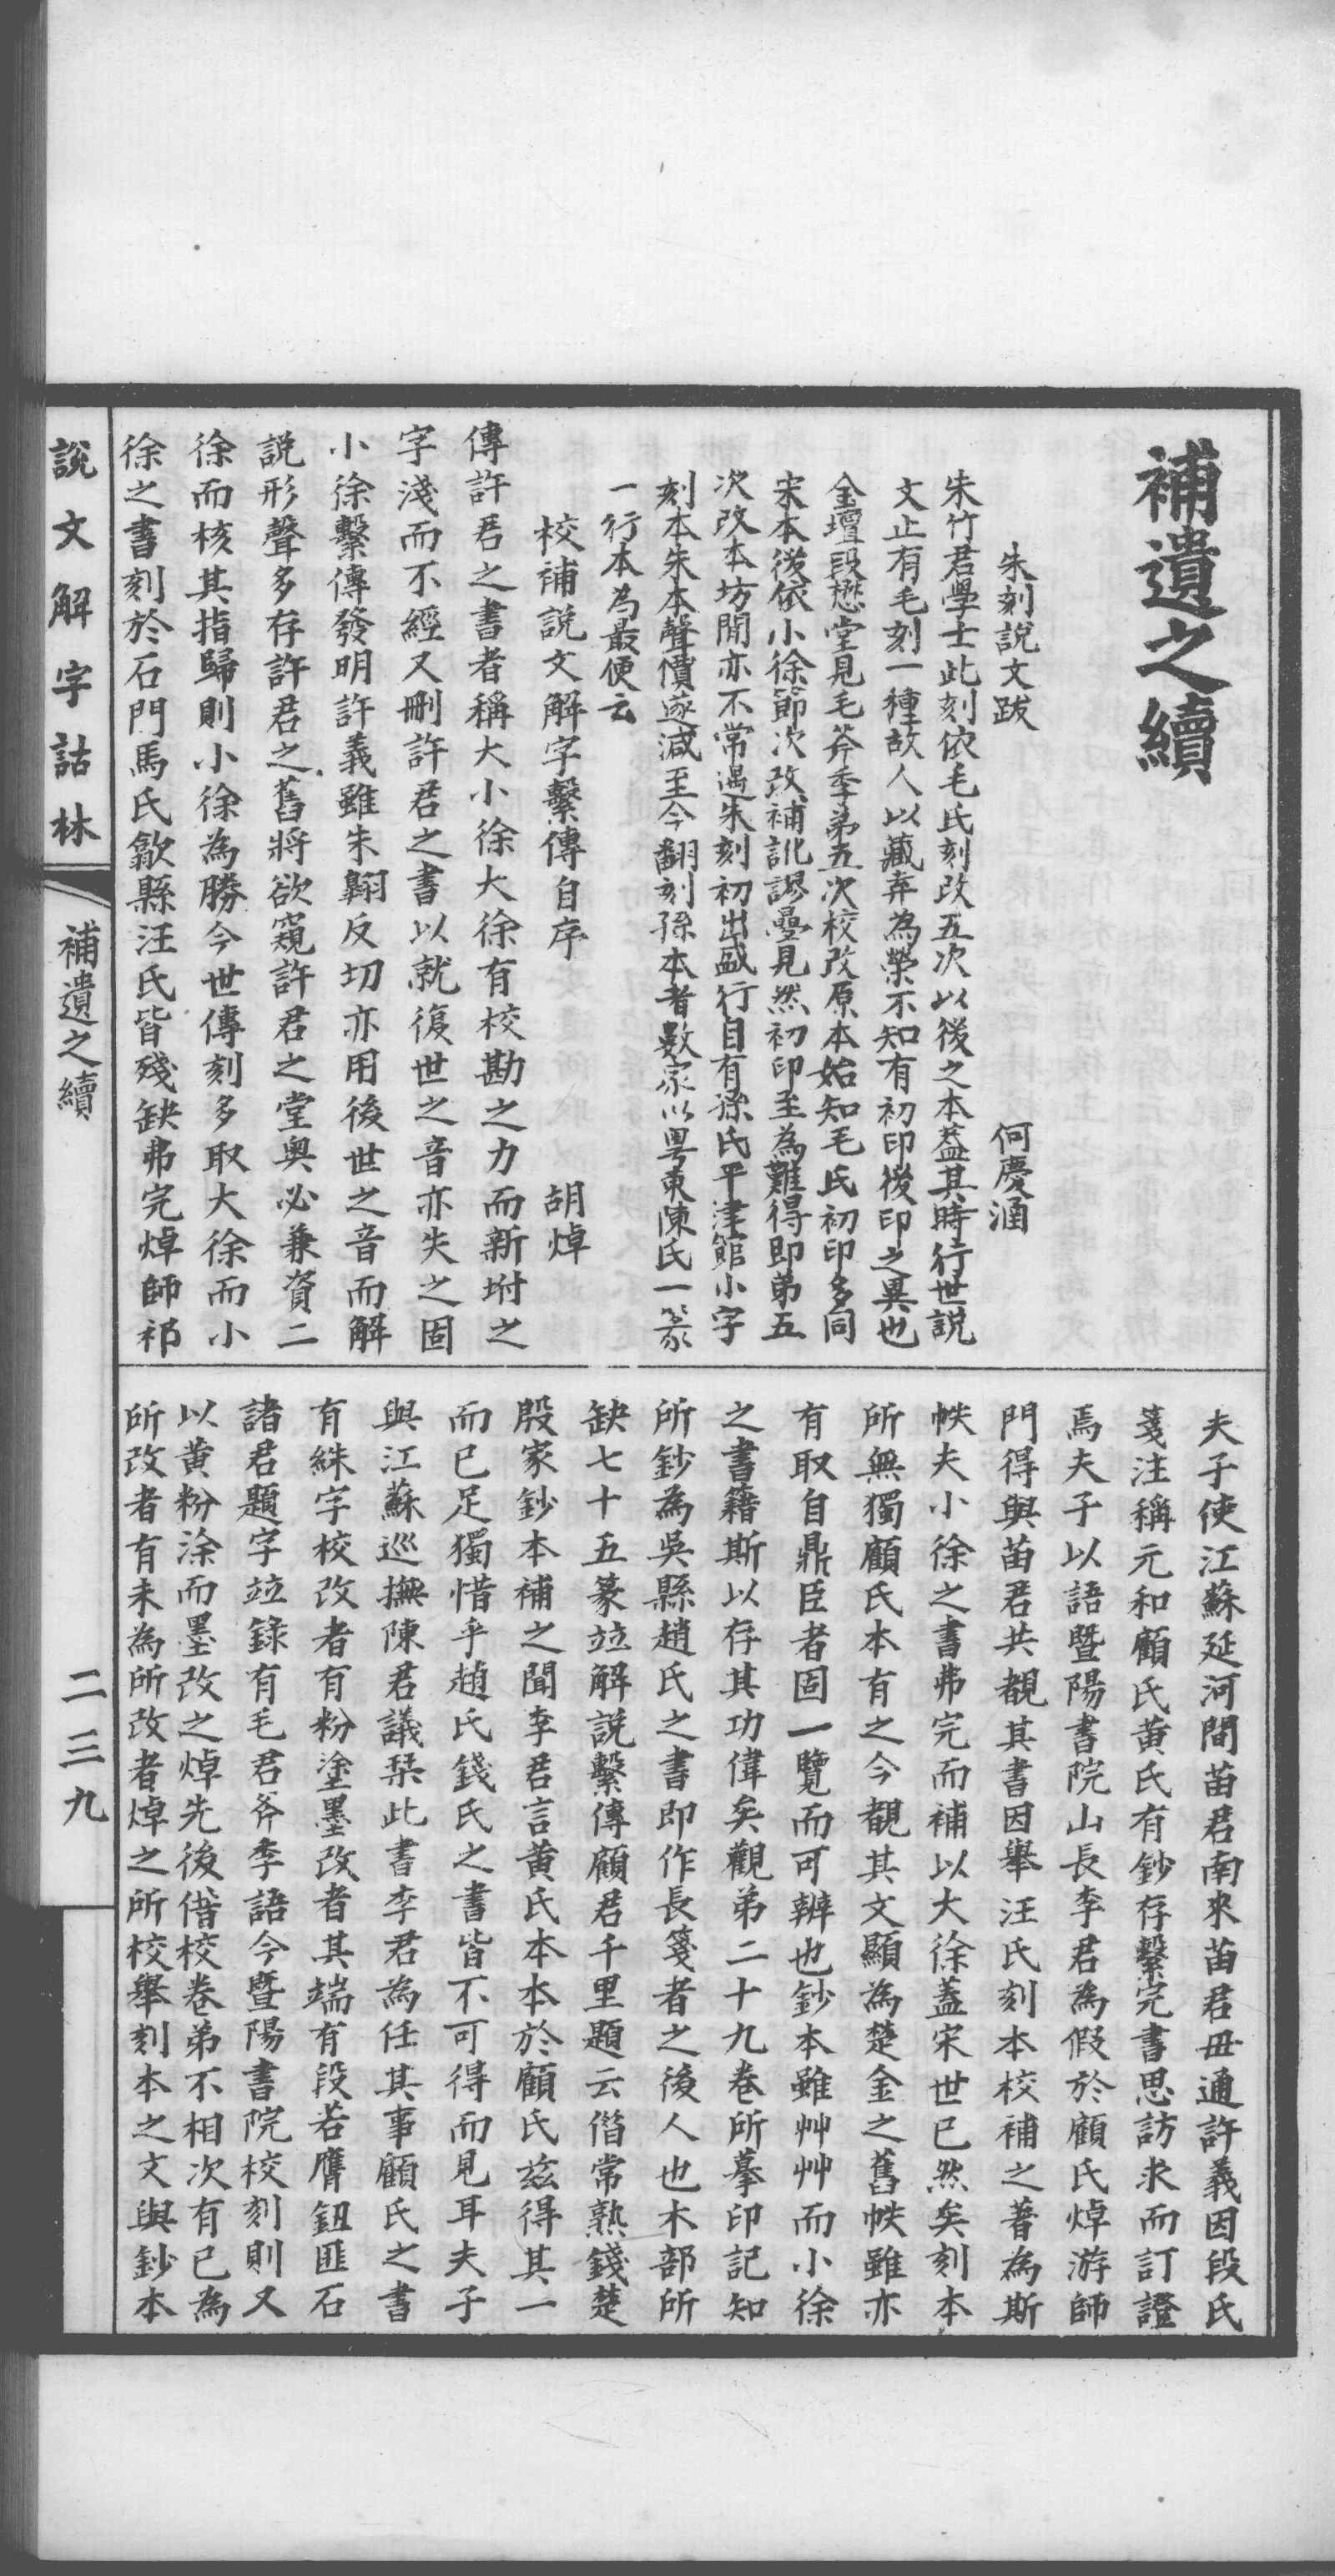 補遺之續
朱刻說文跋　何慶涵
朱竹君學士此刻依毛氏刻改五次以後之本蓋其時行世說
文止有毛刻一種故人以藏弆為榮不知有初印後印之異也
金壇段懋堂見毛斧季弟五次校改原本始知毛氏初印多同
宋本後依小徐節次改補訛謬疊見然初印至為難得即弟五
次改本坊間亦不常遇朱刻初出盛行自有孫氏平津館小字
刻本朱本聲價遂減至今翻刻孫本者數家以粵東陳氏一篆
一行本為最便云
校補說文解字繫傳自序　胡焯
傳許君之書者稱大小徐大徐有校勘之力而新坿之
字淺而不經又刪許君之書以就復世之音亦失之固
小徐繫傳發明許義雖朱翱反切亦用後世之音而解
說形聲多存許君之舊將欲窺許君之堂奧必兼資二
徐而核其指歸則小徐為勝今世傳刻多取大徐而小
徐之書刻於石門馬氏歙縣汪氏皆殘缺弗完焯師祁
夫子使江蘇延河間苗君南來苗君毌通許義因段氏
箋注稱元和顧氏黃氏有鈔存繫完書思訪求而訂證
焉夫子以語暨陽書院山長李君為假於顧氏焯游師
門得與苗君共覩其書因舉汪氏刻本校補之著為斯
帙夫小徐之書弗完而補以大徐蓋宋世已然矣刻本
所無獨顧氏本有之今覩其文顯為楚金之舊帙雖亦
有取自鼎臣者固一覽而可辨也鈔本雖艸艸而小徐
之書籍斯以存其功偉矣觀弟二十九卷所摹印記知
所鈔為吳縣趙氏之書即作長箋者之後人也木部所
缺七十五篆竝解說繫傳顧君千里題云偕常熟錢楚
殷家鈔本補之聞李君言黃氏本本於顧氏茲得其一
而已足獨惜乎趙氏錢氏之書皆不可得而見耳夫子
與江蘇巡撫陳君議栞此書李君為任其事顧氏之書
有絑字校改者有粉塗墨改者其端有段若膺鈕匪石
諸君題字竝錄有毛君斧季語今暨陽書院校刻則又
以黃粉涂而墨改之焯先後偕校卷弟不相次有已為
所改者有未為所改者焯之所校舉刻本之文與鈔本
說文解字詁林
補遺之續
二三九